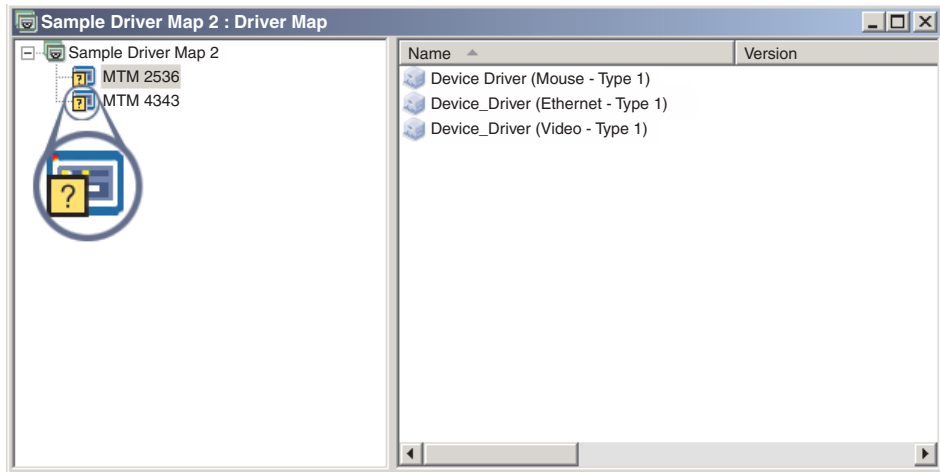 Sample Driver Map 2 : Driver Map
Sample Driver Map 2
MTM 2536
MTM 4343
?
Name
Version
Device Driver (Mouse - Type 1)
Device_Driver (Ethernet - Type 1)
Device_Driver (Video - Type 1)